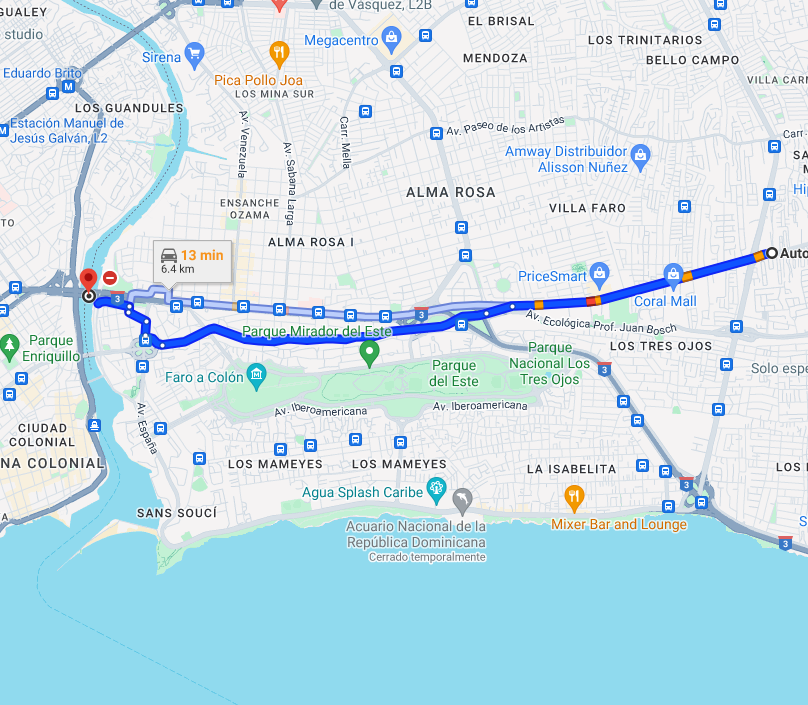 GUALEY
de Vásquez, L2B
EL BRISAL
studio
Megacentro
LOS TRINITARIOS
Sirena
MENDOZA
BELLO CAMPO
Eduardo Brito
Pica Pollo Joa
VILLA CAR
M
LOS MINA SUR
LOS GUANDULES
Estación Manuel de
Jesús Galván, L2
M
Av. Venezuela
Carr. Mella
Av. Paseo de los Artistas
Av. Sabana Larga
Amway Distribuidor
Alisson Nuñez
SA
M
ALMA ROSA
Hip
ENSANCHE
OZAMA
VILLA FARO
TO
ALMA ROSA I
13 min
6.4 km
Auto
PriceSmart
Coral Mall
3
3
Av. Ecológica Prof. Juan Bosch
Parque Mirador del Este
Parque
Enriquillo
Parque
Nacional Los
Tres Ojos
LOS TRES OJOS
Parque
del Este
3
Solo espe
Faro a Colón
Av. España
Av. Iberoamericana
Av. Iberoamericana
CIUDAD
COLONIAL
NA COLONIAL
LOS MAMEYES
LOS MAMEYES
LA ISABELITA
LOS
3
Agua Splash Caribe
SANS SOUCÍ
Mixer Bar and Lounge
S
A
Acuario Nacional de la
República Dominicana
Cerrado temporalmente
3